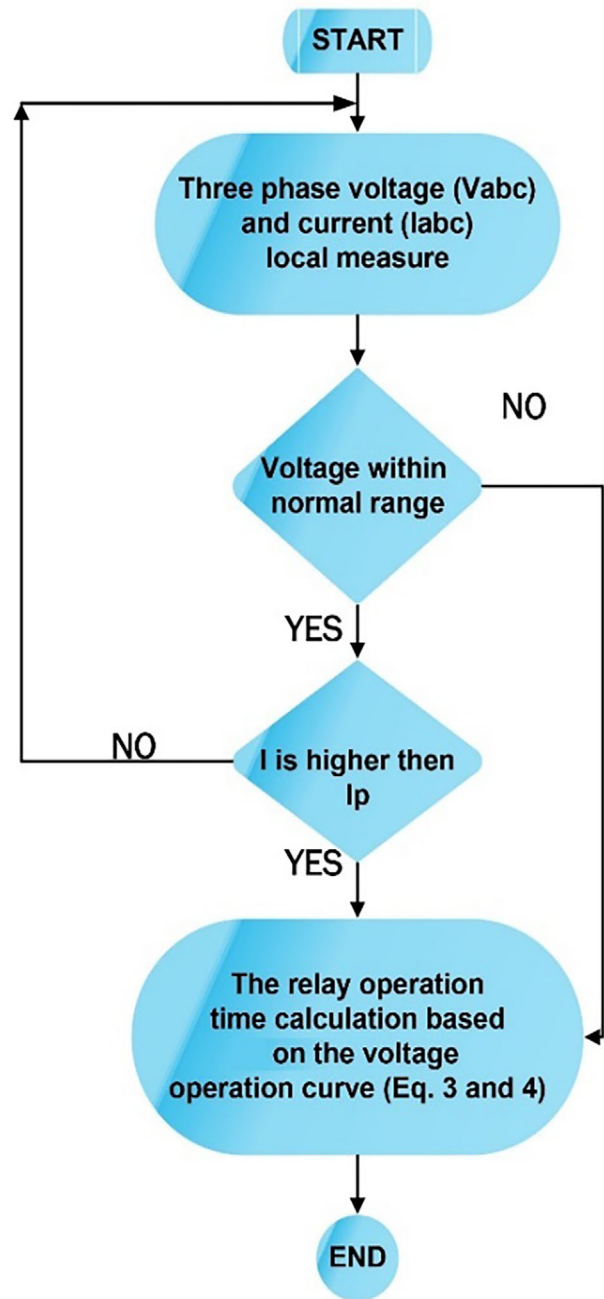 START
Three phase voltage (Vabc)
and current (Iabc)
local measure
NO
Voltage within
normal range
YES
NO
I is higher then
Ip
YES
The relay operation
time calculation based
on the voltage
operation curve (Eq. 3 and 4)
END